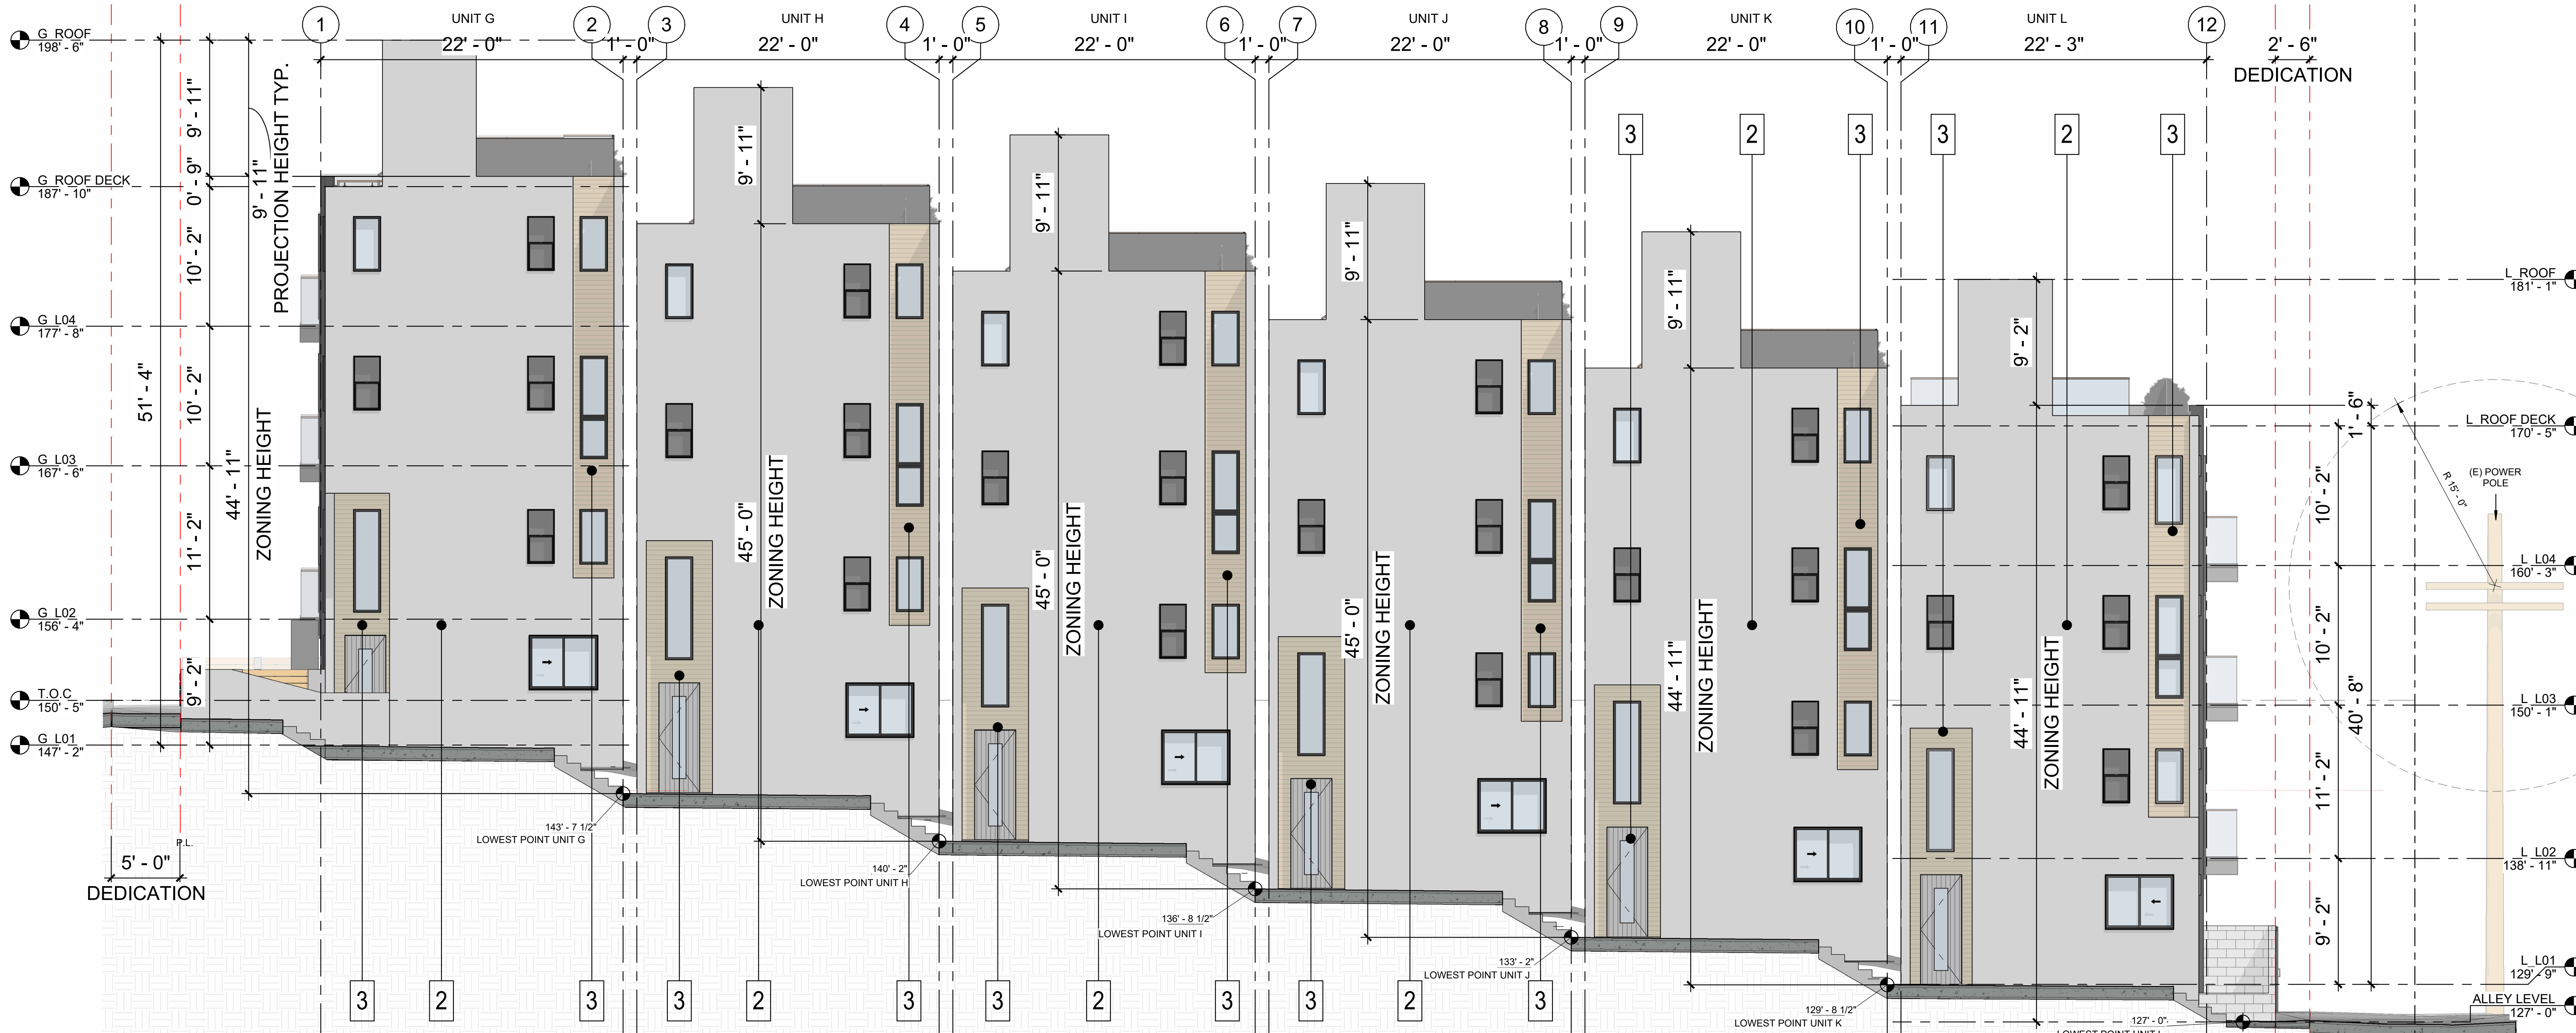 1
UNIT G
2
3
UNIT H
4
5
UNIT I
6
7
UNIT J
8
9
UNIT K
10
11
UNIT L
12
22' - 0"
1' - 0"
22' - 0"
1' - 0"
22' - 0"
1' - 0"
22' - 0"
1' - 0"
22' - 0"
1' - 0"
22' - 3"
2' - 6"
DEDICATION
G_ROOF
198' - 6"
G_ROOF DECK
187' - 10"
G_L04
177' - 8"
G_L03
167' - 6"
G_L02
156' - 4"
T.O.C
150' - 5"
G_L01
147' - 2"
51' - 4"
9' - 11"
0' - 9"
10' - 2"
10' - 2"
11' - 2"
9' - 2"
44' - 11"
ZONING HEIGHT
9' - 11"
PROJECTION HEIGHT TYP.
P.L.
5' - 0"
DEDICATION
9' - 11"
45' - 0"
ZONING HEIGHT
9' - 11"
45' - 0"
ZONING HEIGHT
9' - 11"
45' - 0"
ZONING HEIGHT
9' - 11"
44' - 11"
ZONING HEIGHT
9' - 2"
44' - 11"
ZONING HEIGHT
3
2
3
3
2
3
143' - 7 1/2"
LOWEST POINT UNIT G
140' - 2"
LOWEST POINT UNIT H
136' - 8 1/2"
LOWEST POINT UNIT I
133' - 2"
LOWEST POINT UNIT J
129' - 8 1/2"
LOWEST POINT UNIT K
127' - 0"
LOWEST POINT UNIT L
3
2
3
3
2
3
3
2
3
3
2
3
1' - 6"
10' - 2"
10' - 2"
11' - 2"
9' - 2"
40' - 8"
R 15' - 0"
(E) POWER
POLE
L_ROOF
181' - 1"
L_ROOF DECK
170' - 5"
L_L04
160' - 3"
L_L03
150' - 1"
L_L02
138' - 11"
L_L01
129' - 9"
ALLEY LEVEL
127' - 0"